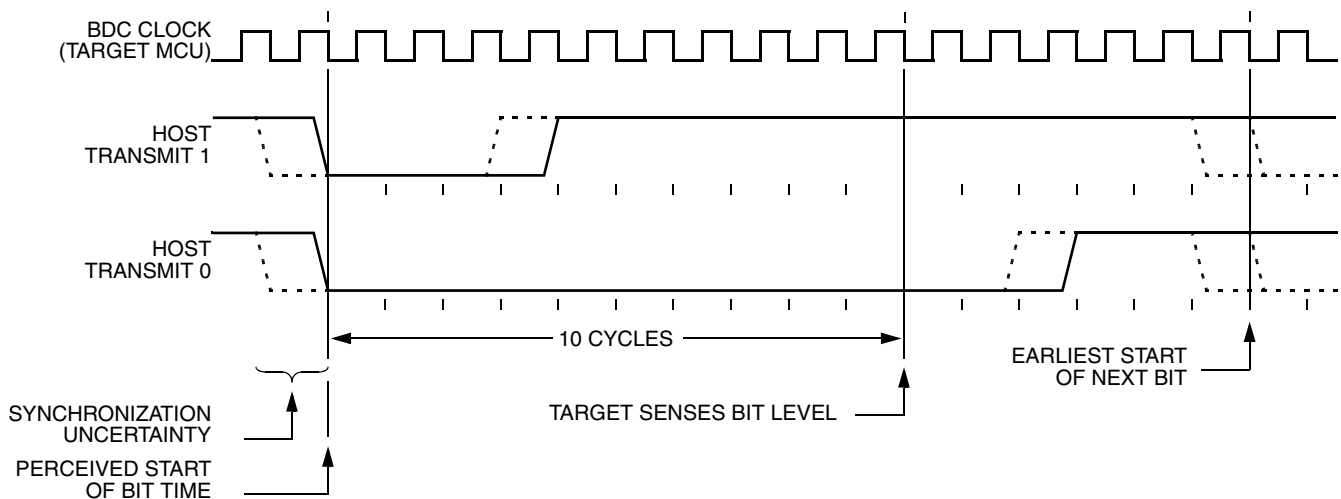 BDC CLOCK
(TARGET MCU)
HOST
TRANSMIT 1
HOST
TRANSMIT 0
10 CYCLES
EARLIEST START
OF NEXT BIT
TARGET SENSES BIT LEVEL
SYNCHRONIZATION
UNCERTAINTY
PERCEIVED START
OF BIT TIME